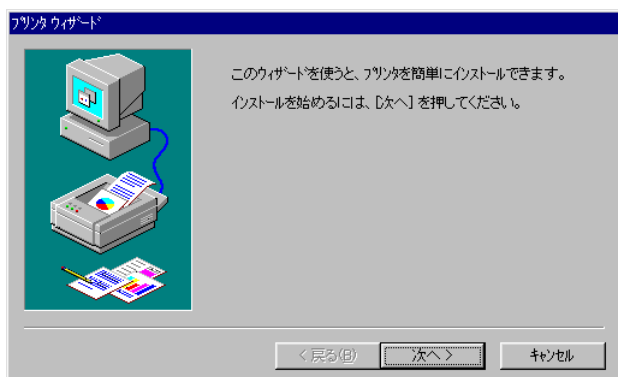 プリンタ ウィザード
このウィザードを使うと、プリンタを簡単にインストールできます。
インストールを始めるには、[次へ] を押してください。
< 戻る(B)
次へ >
キャンセル